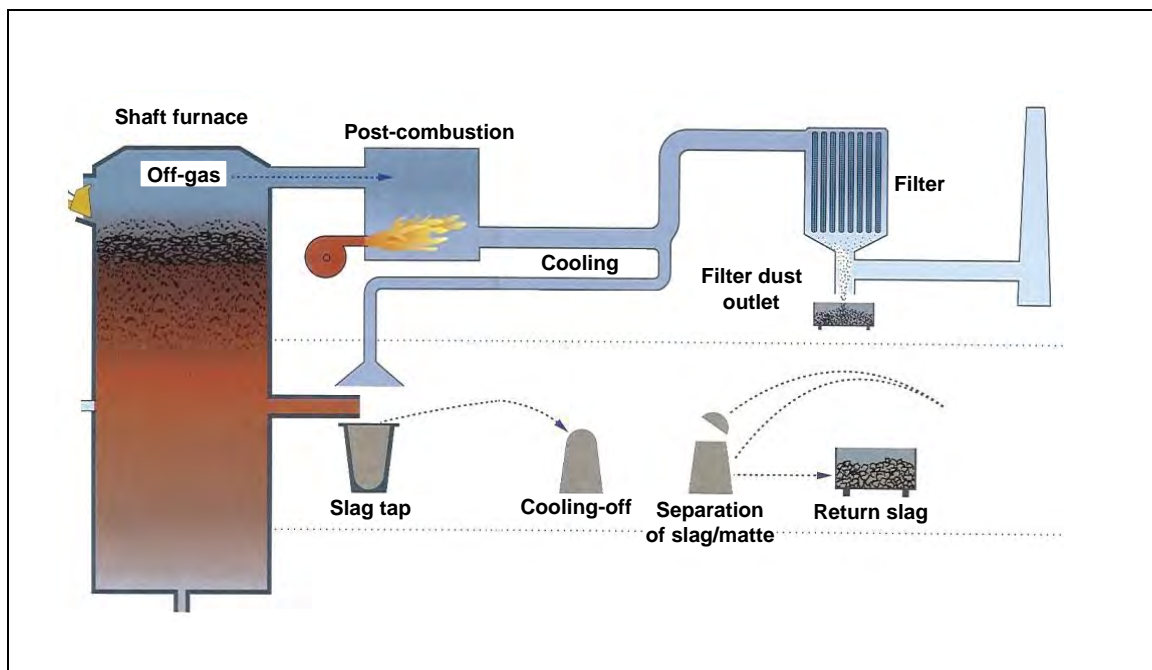 Shaft furnace
Post-combustion
Off-gas
Filter
Cooling
Filter dust
outlet
Slag tap
Cooling-off
Separation
of slag/matte
Return slag